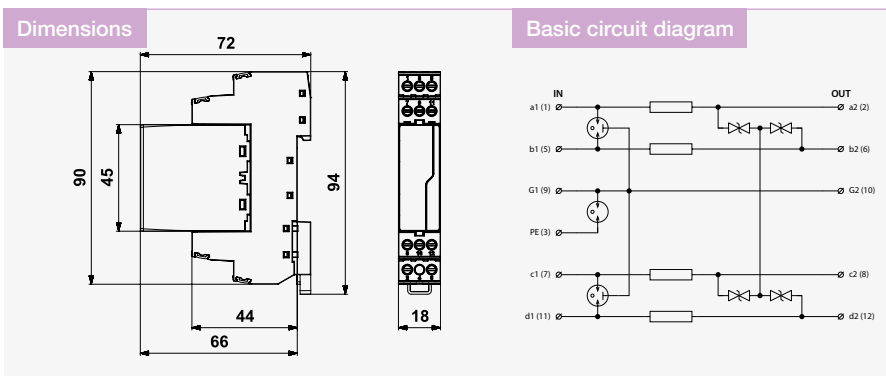 Dimensions
72
90
45
94
44
66
18
Basic circuit diagram
IN
OUT
a1 (1)
a2 (2)
b1 (5)
b2 (6)
G1 (9)
G2 (10)
PE (3)
c1 (7)
c2 (8)
d1 (11)
d2 (12)